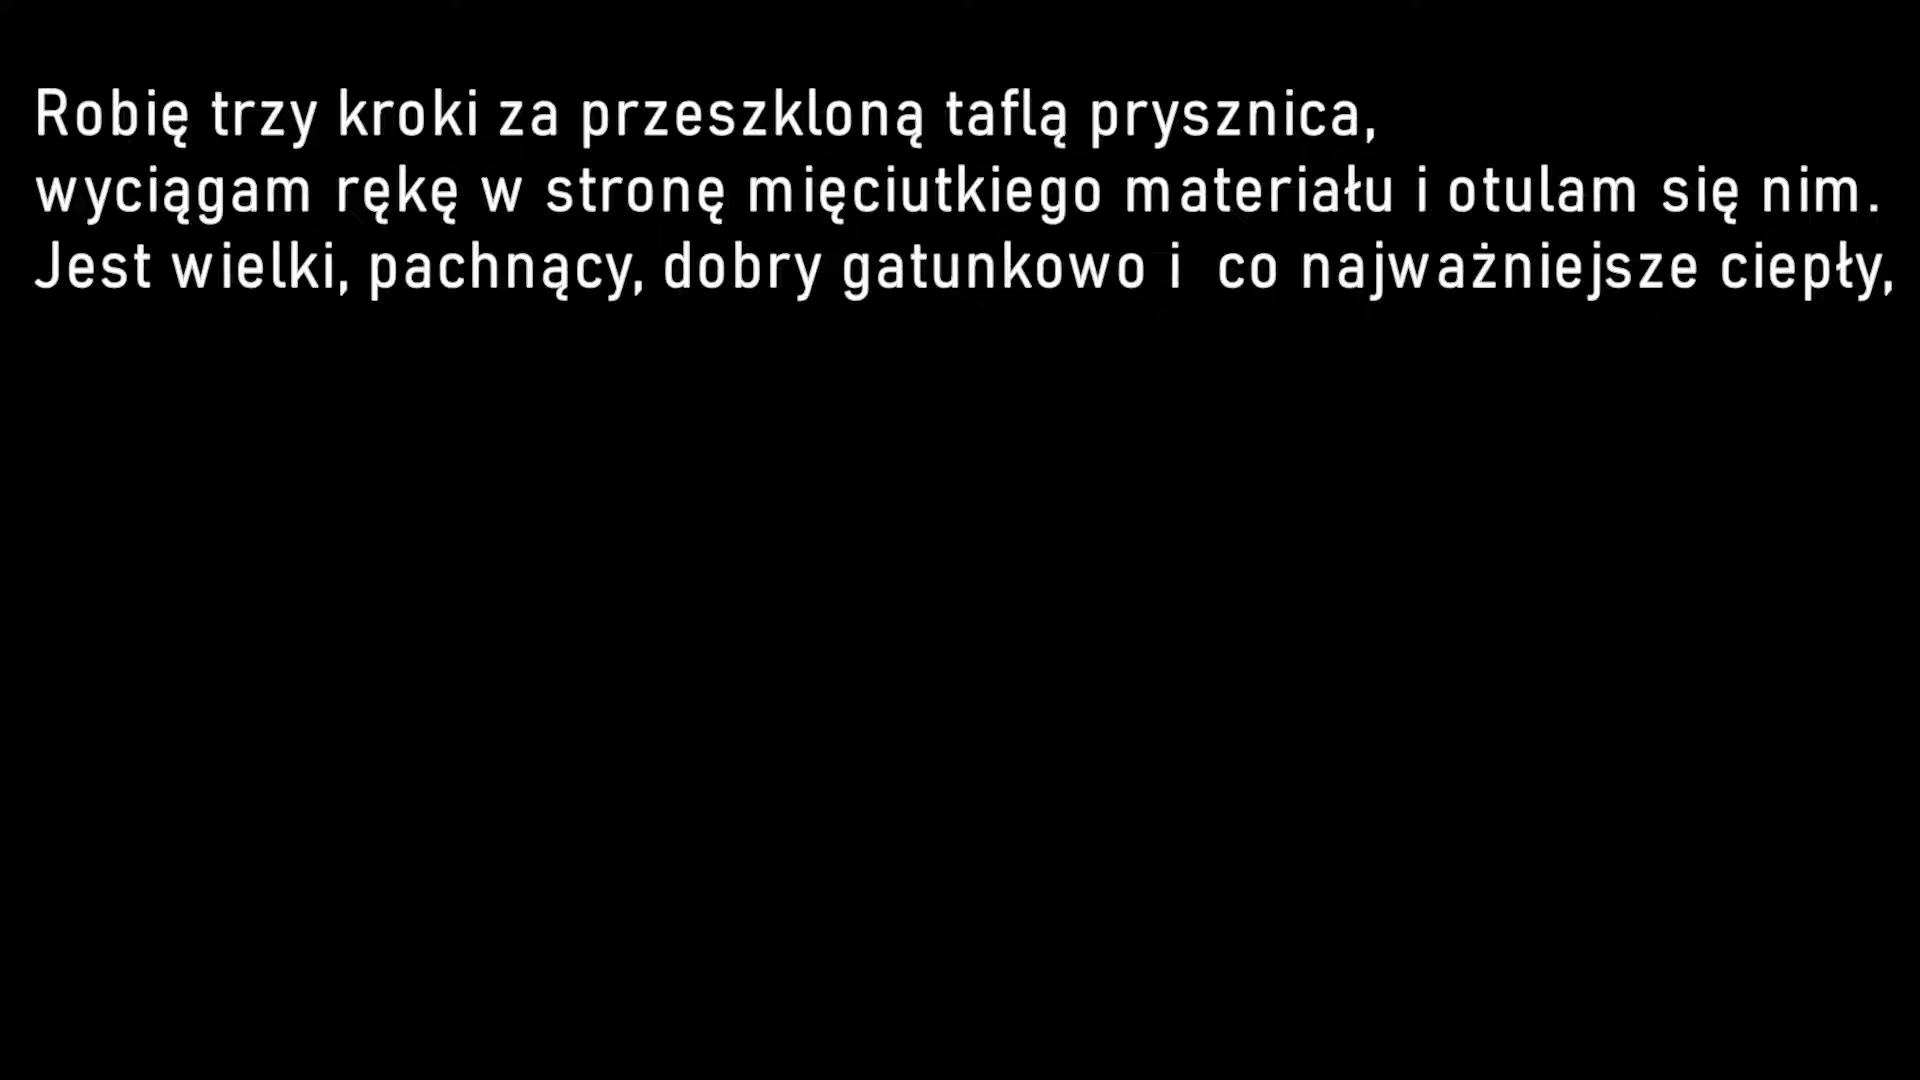 Robię trzy kroki za przeszkloną taflą prysznica,
wyciągam rękę w stronę mięciutkiego materiału i otulam się nim.
Jest wielki, pachnący, dobry gatunkowo i  co najważniejsze ciepły,